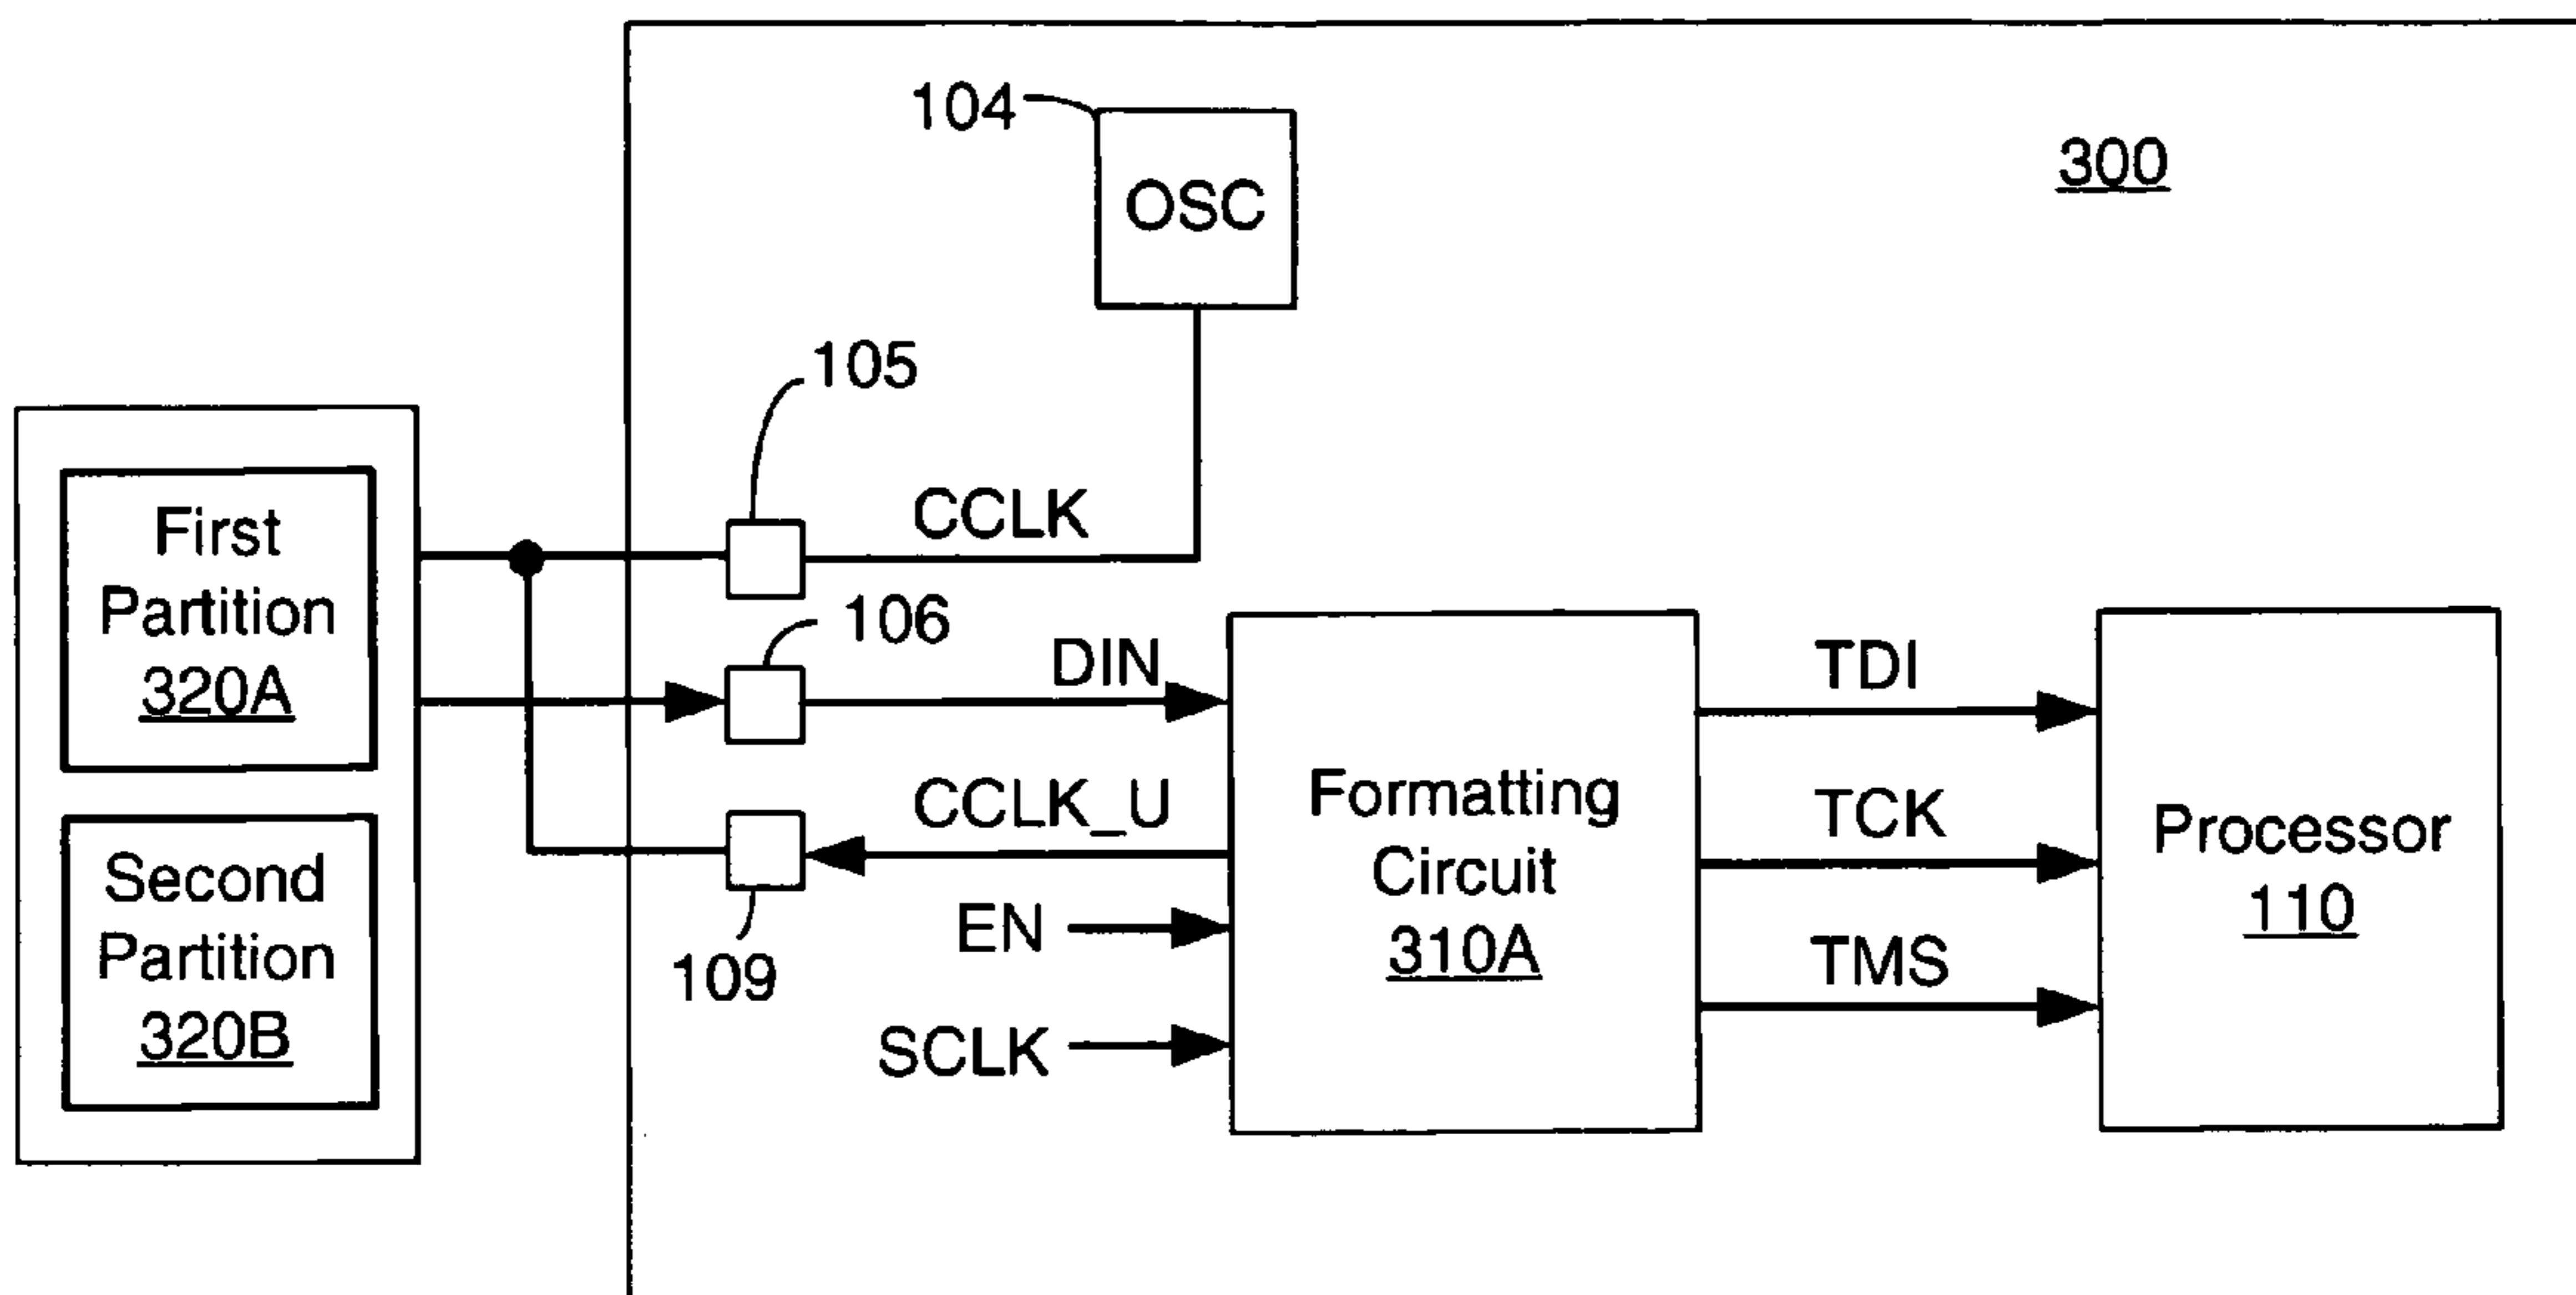 104
OSC
300
105
CCLK
106
First
Partition
320A
DIN
TDI
CCLK_U
TCK
Formatting
Circuit
310A
Processor
110
Second
Partition
320B
EN
109
TMS
SCLK